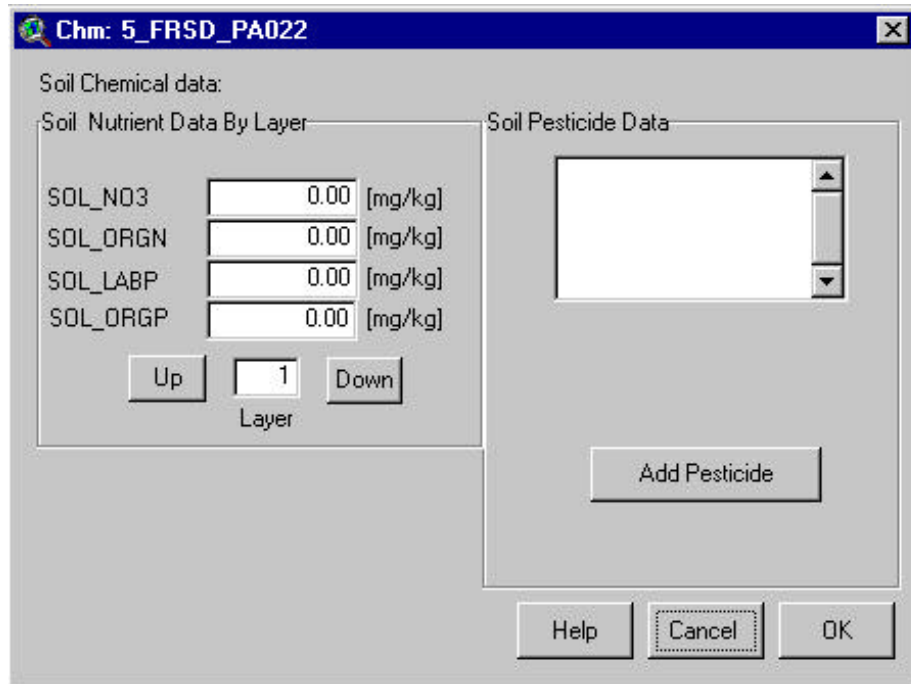 Chm: 5_FRSD_PA022
Soil Chemical data:
Soil Nutrient Data By Layer
SOL_NO3 0.00 [mg/kg]
SOL_ORGN 0.00 [mg/kg]
SOL_LABP 0.00 [mg/kg]
SOL_ORGP 0.00 [mg/kg]
Up 1 Down
Layer
Soil Pesticide Data
Add Pesticide
Help Cancel OK